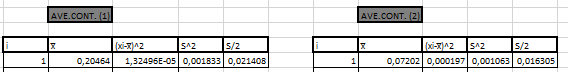 AVE.CONT. (1) AVE.CONT. (2)
i x̅ (xi-x̅)^2 S^2 S/2 i x̅ (xi-x̅)^2 S^2 S/2
1 0,20464 1,32496E-05 0,001833 0,021408 1 0,07202 0,000197 0,001063 0,016305